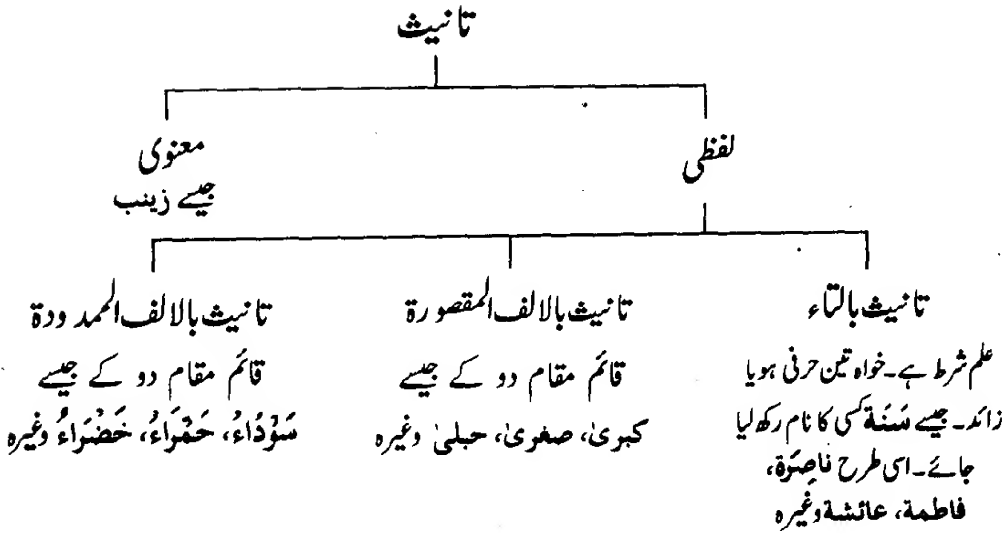 تانیث
لفظی
معنوی
جیسے زینب
تانیث بالتاء
علم شرط ہے۔ خواہ تین حرفی ہو یا
زائد۔ جیسے سَنَة کسی کا نام رکھ لیا
جائے۔ اسی طرح نَاصِرَة،
فاطمة، عائشة وغیرہ
تانیث بالالف المقصورة
قائم مقام دو کے جیسے
کبریٰ، صغریٰ، حبلیٰ وغیرہ
تانیث بالالف الممدودة
قائم مقام دو کے جیسے
سَوْدَاءُ، حَمْرَاءُ، خَضْرَاءُ وغیرہ